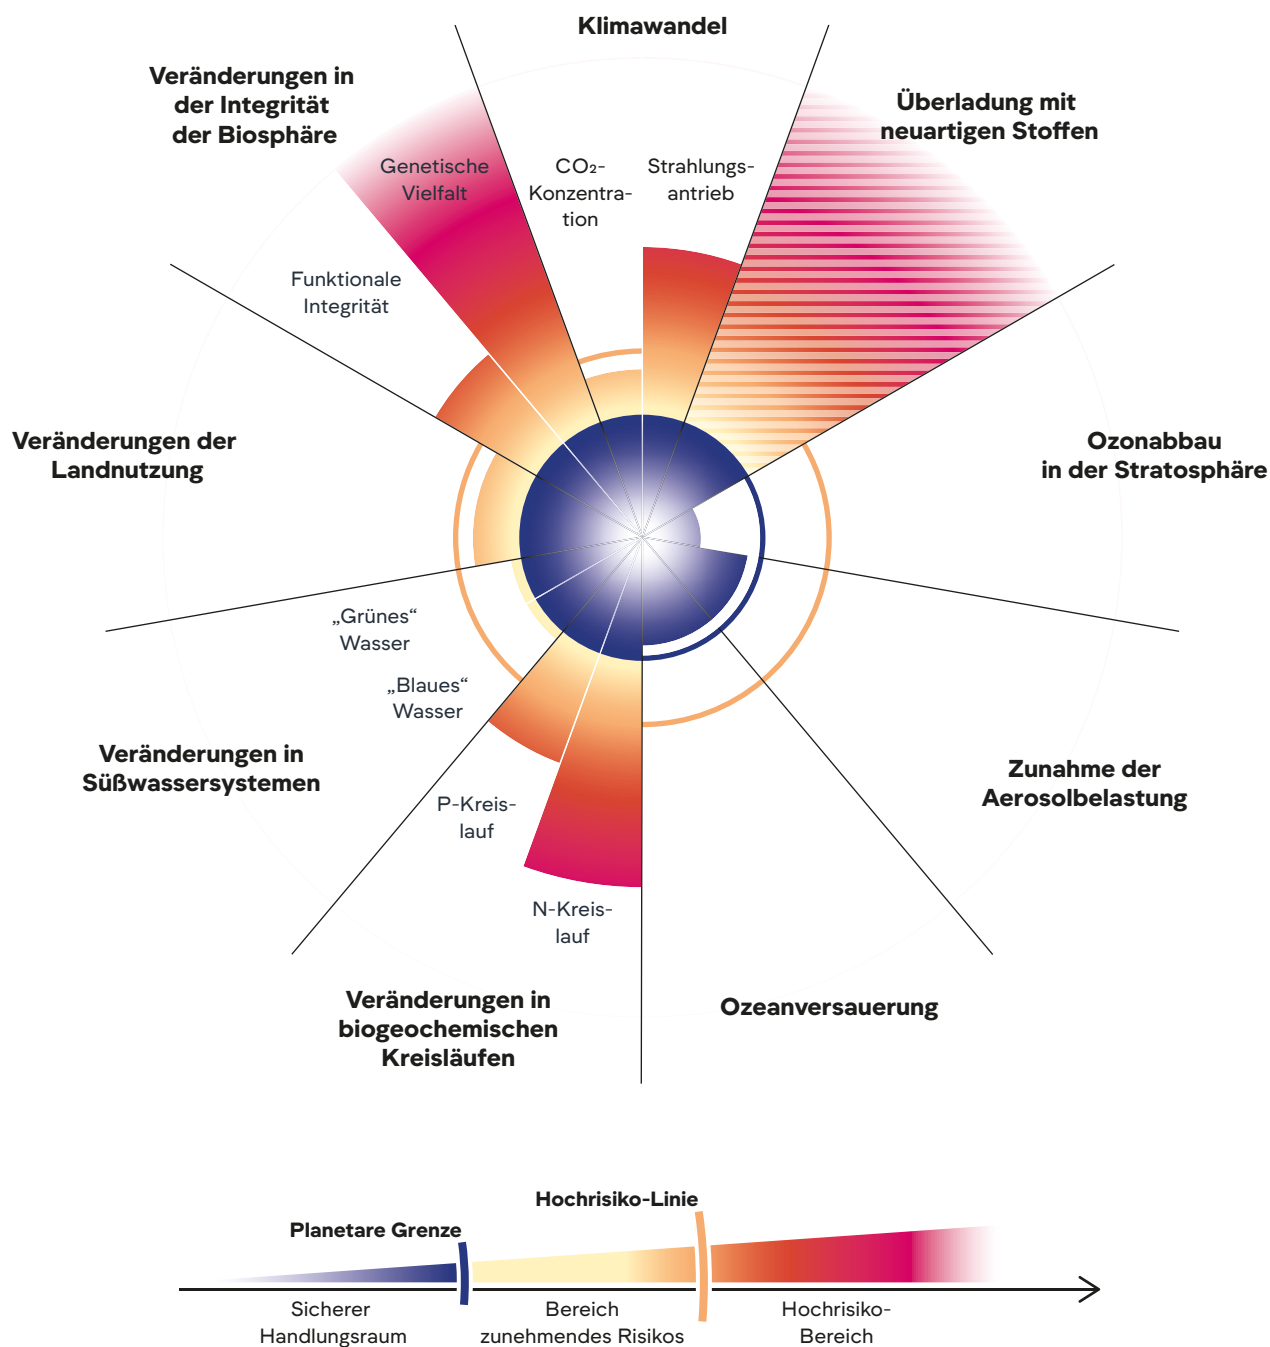 Klimawandel
Veränderungen in
der Integrität
der Biosphäre
Überladung mit
neuartigen Stoffen
Genetische
Vielfalt
CO₂-
Konzentra-
tion
Strahlungs-
antrieb
Funktionale
Integrität
Veränderungen der
Landnutzung
Ozonabbau
in der Stratosphäre
„Grünes“
Wasser
„Blaues“
Wasser
Veränderungen in
Süßwassersystemen
Zunahme der
Aerosolbelastung
P-Kreis-
lauf
N-Kreis-
lauf
Veränderungen in
biogeochemischen
Kreisläufen
Ozeanversauerung
Hochrisiko-Linie
Planetare Grenze
Sicherer
Handlungsraum
Bereich
zunehmendes Risikos
Hochrisiko-
Bereich